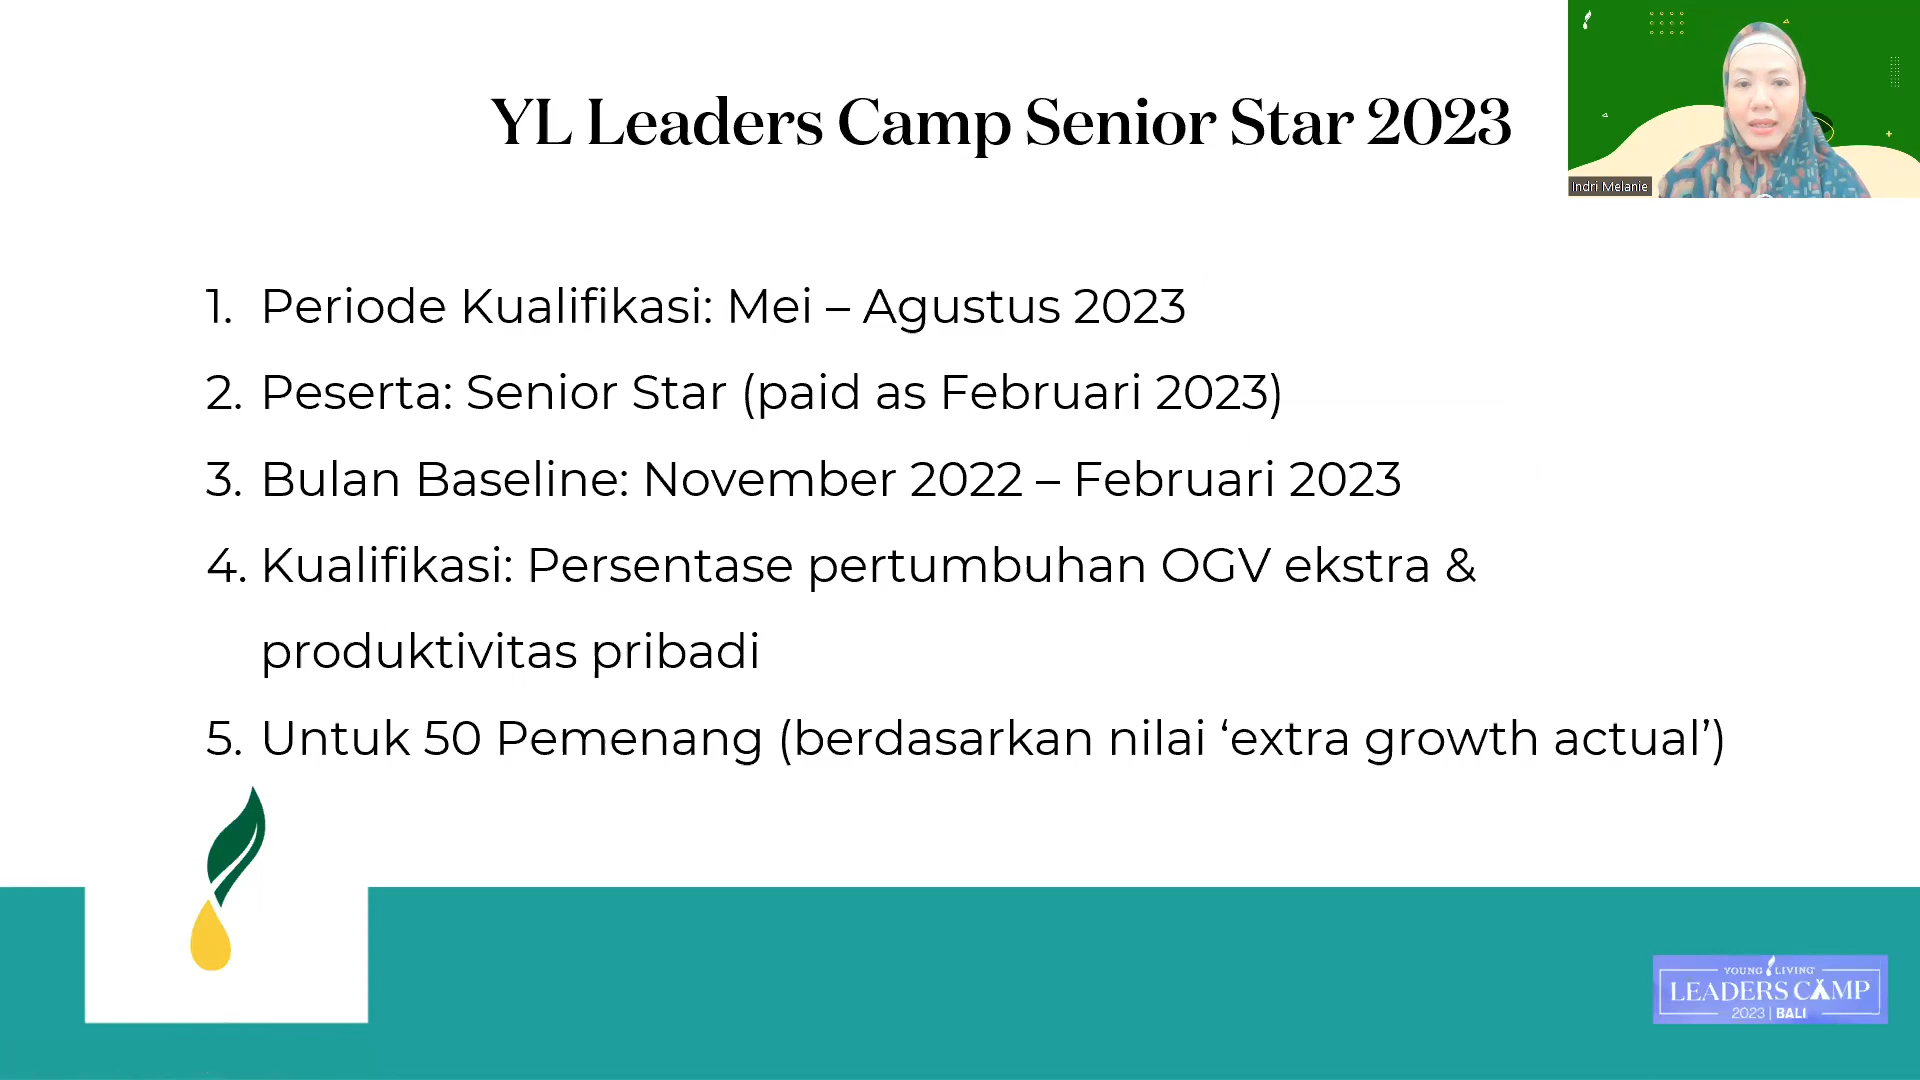 YL Leaders Camp Senior Star 2023
Indri Melanie
1. Periode Kualifikasi: Mei – Agustus 2023
2. Peserta: Senior Star (paid as Februari 2023)
3. Bulan Baseline: November 2022 – Februari 2023
4. Kualifikasi: Persentase pertumbuhan OGV ekstra &
produktivitas pribadi
5. Untuk 50 Pemenang (berdasarkan nilai ‘extra growth actual’)
YOUNG LIVING
LEADERS CAMP
2023 | BALI